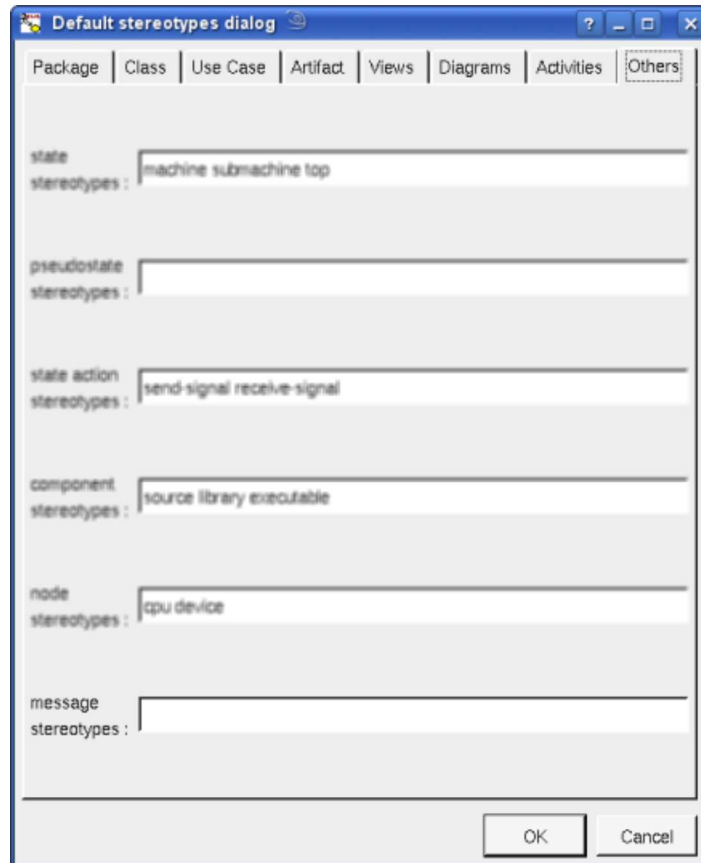 Default stereotypes dialog
Package Class Use Case Artifact Views Diagrams Activities Others
state
stereotypes :
machine submachine top
pseudostate
stereotypes :
state action
stereotypes :
send-signal receive-signal
component
stereotypes :
source library executable
node
stereotypes :
cpu device
message
stereotypes :
OK Cancel